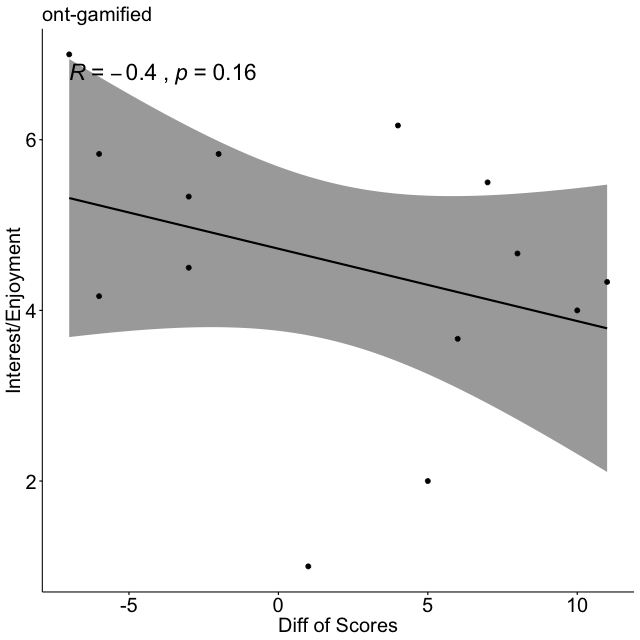 ont-gamified
R = −0.4 , p = 0.16
6
4
2
Interest/Enjoyment
-5 0 5 10
Diff of Scores